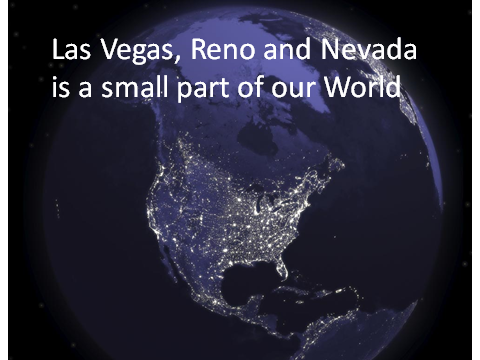 Las Vegas, Reno and Nevada
is a small part of our World